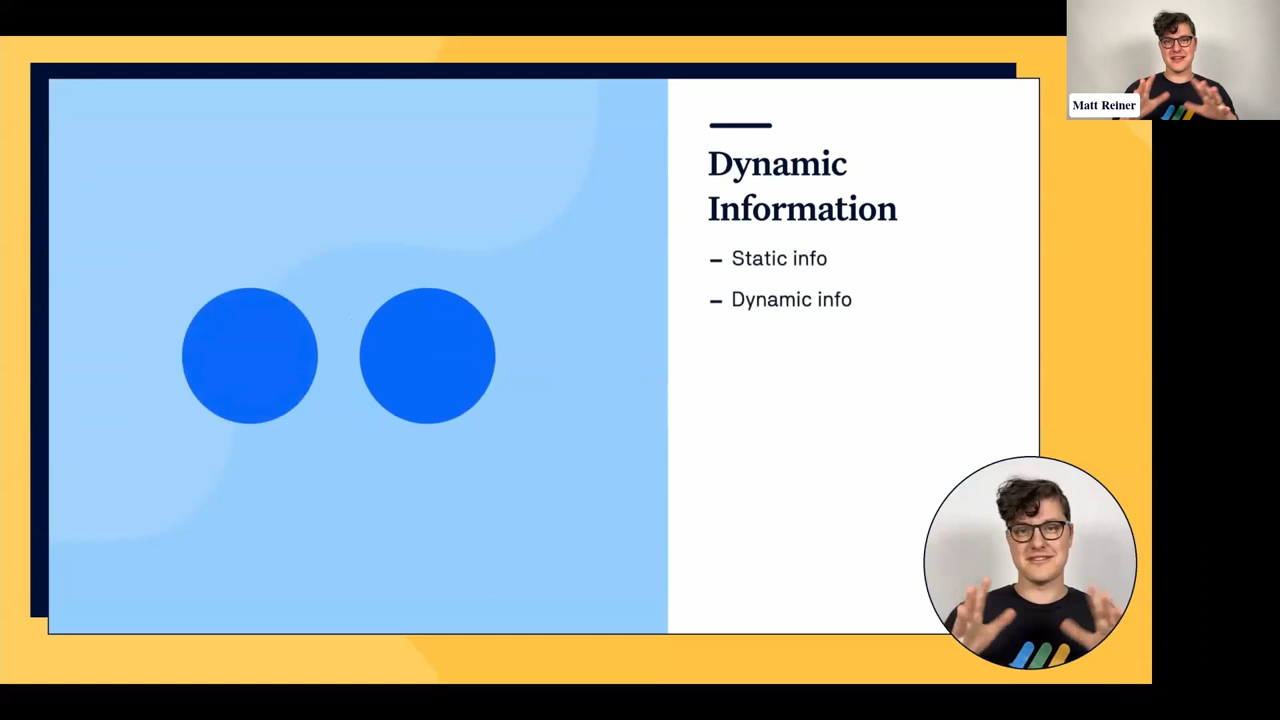 Matt Reiner
Dynamic
Information
– Static info
– Dynamic info